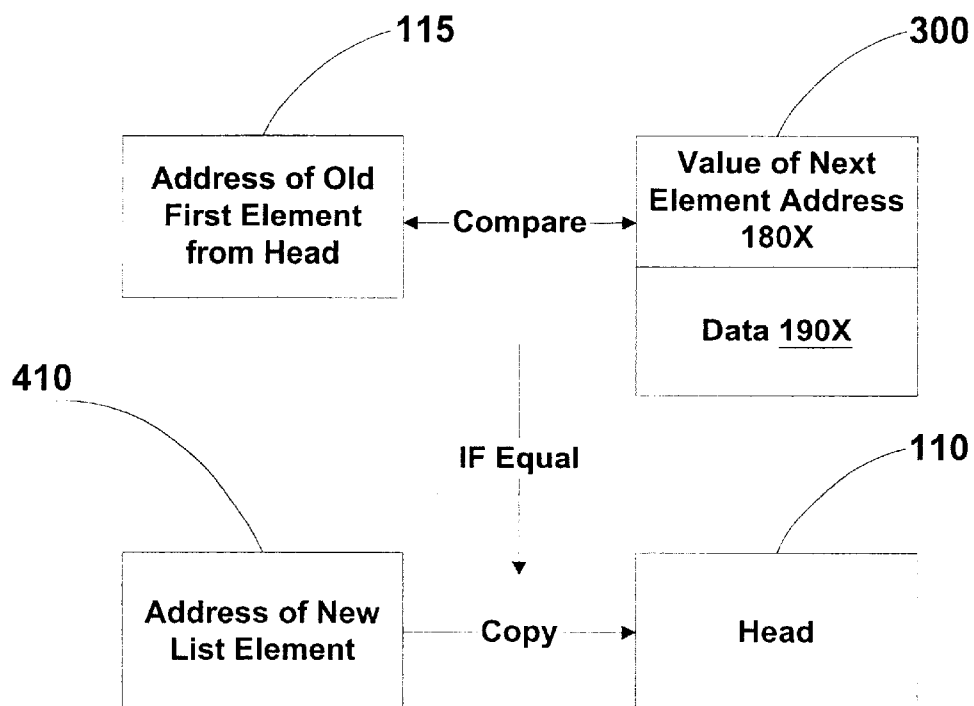 115
300
Address of Old
First Element
from Head
Compare
Value of Next
Element Address
180X
Data 190X
410
IF Equal
110
Address of New
List Element
Copy
Head